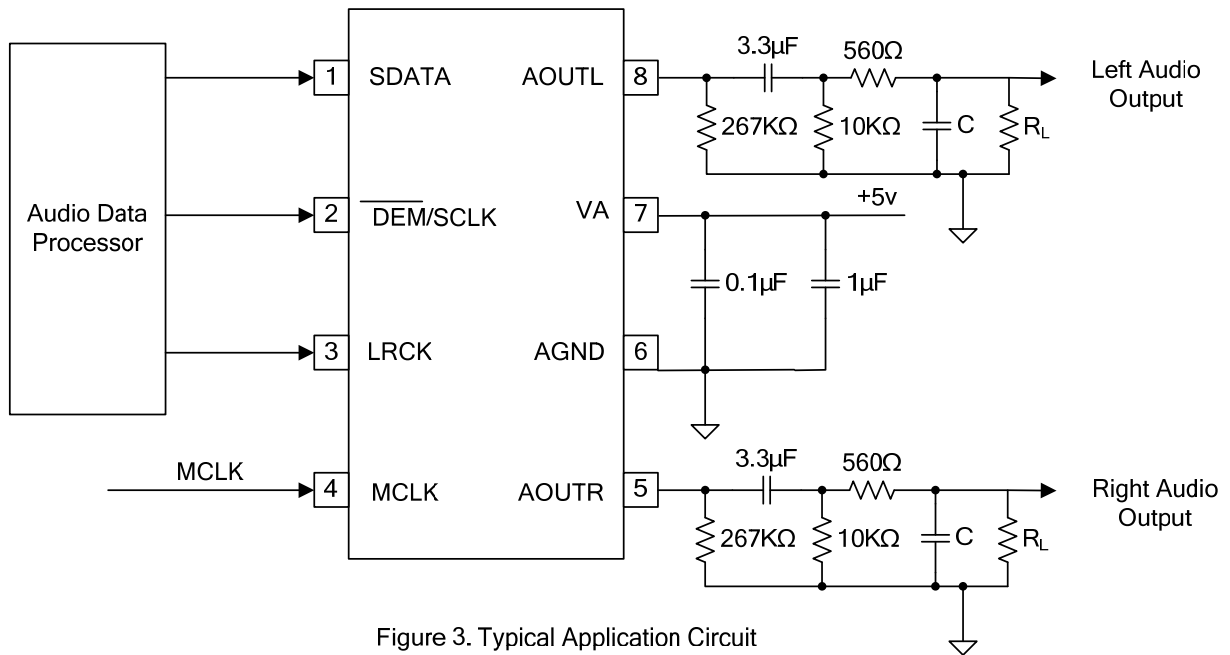 Audio Data
Processor
1
SDATA
2
DEM/SCLK
3
LRCK
MCLK
4
MCLK
AOUTL
8
VA
7
AGND
6
AOUTR
5
3.3µF
560Ω
267KΩ
10KΩ
C
RL
Left Audio
Output
+5v
0.1µF
1µF
3.3µF
560Ω
267KΩ
10KΩ
C
RL
Right Audio
Output
Figure 3. Typical Application Circuit